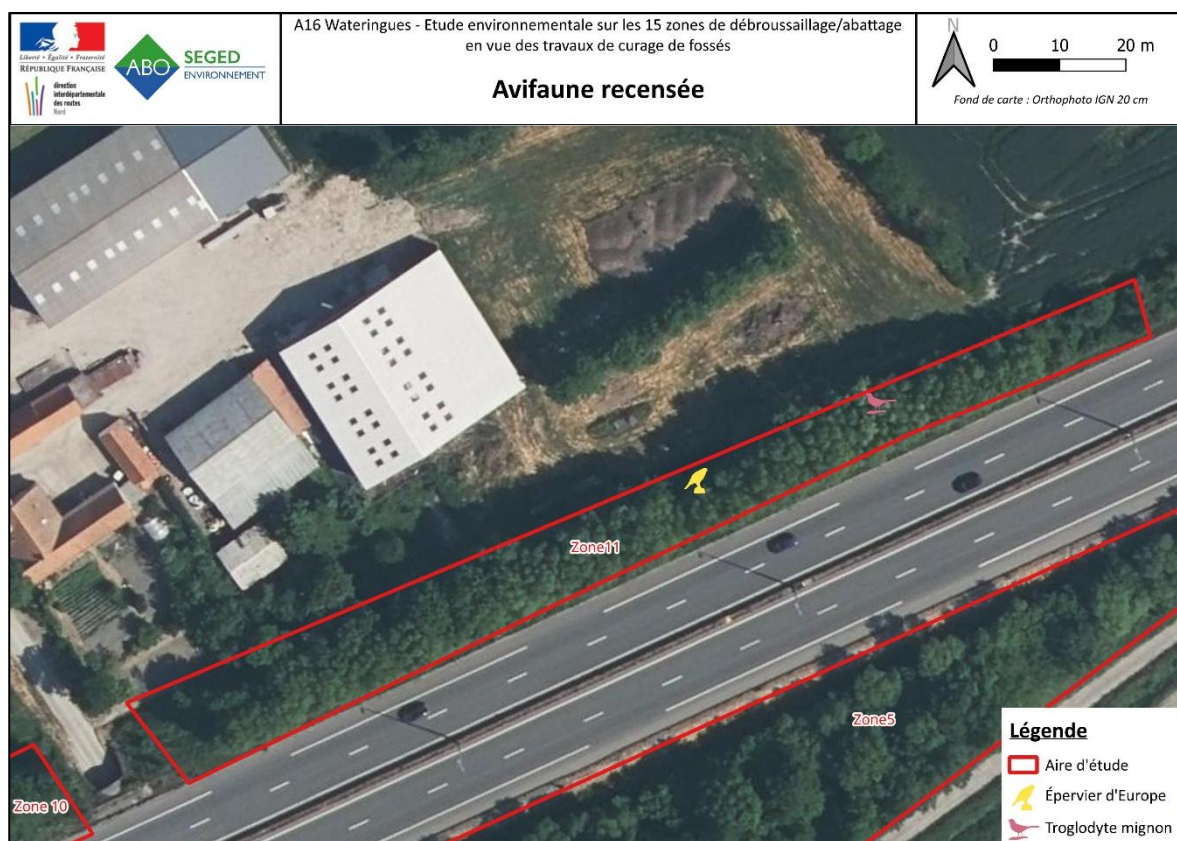 Liberté • Égalité • Fraternité
RÉPUBLIQUE FRANÇAISE
direction
interdépartementale
des routes
Nord
ABO
SEGED
ENVIRONNEMENT
A16 Wateringues - Etude environnementale sur les 15 zones de débroussaillage/abattage
en vue des travaux de curage de fossés
Avifaune recensée
N
0 10 20 m
Fond de carte : Orthophoto IGN 20 cm
Zone11
Zone5
Zone 10
Légende
Aire d'étude
Épervier d'Europe
Troglodyte mignon